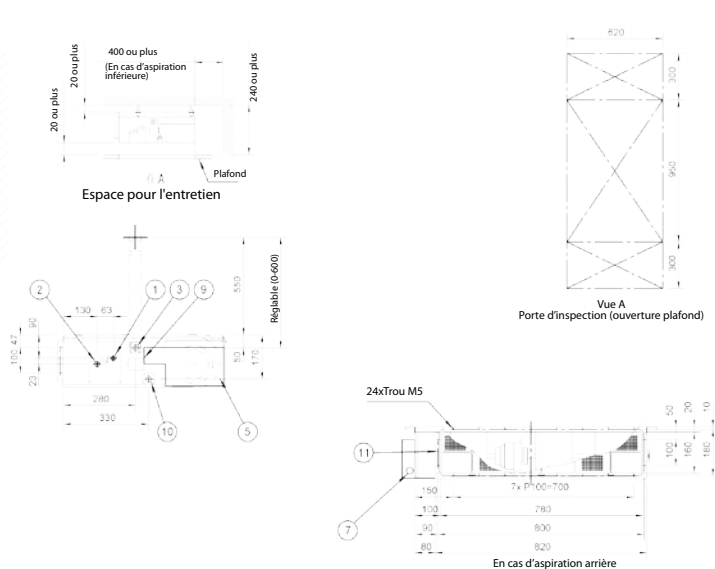 20 ou plus
20 ou plus
400 ou plus
(En cas d'aspiration
inférieure)
240 ou plus
A
Plafond
Espace pour l'entretien
620
300
950
300
Vue A
Porte d'inspection (ouverture plafond)
550
Réglable (0-600)
2
1
3
9
130
63
90
47
100
23
50
170
280
330
10
5
24xTrou M5
50
20
10
11
100
160
180
7
150
7x P100=700
100
780
90
800
80
820
En cas d'aspiration arrière